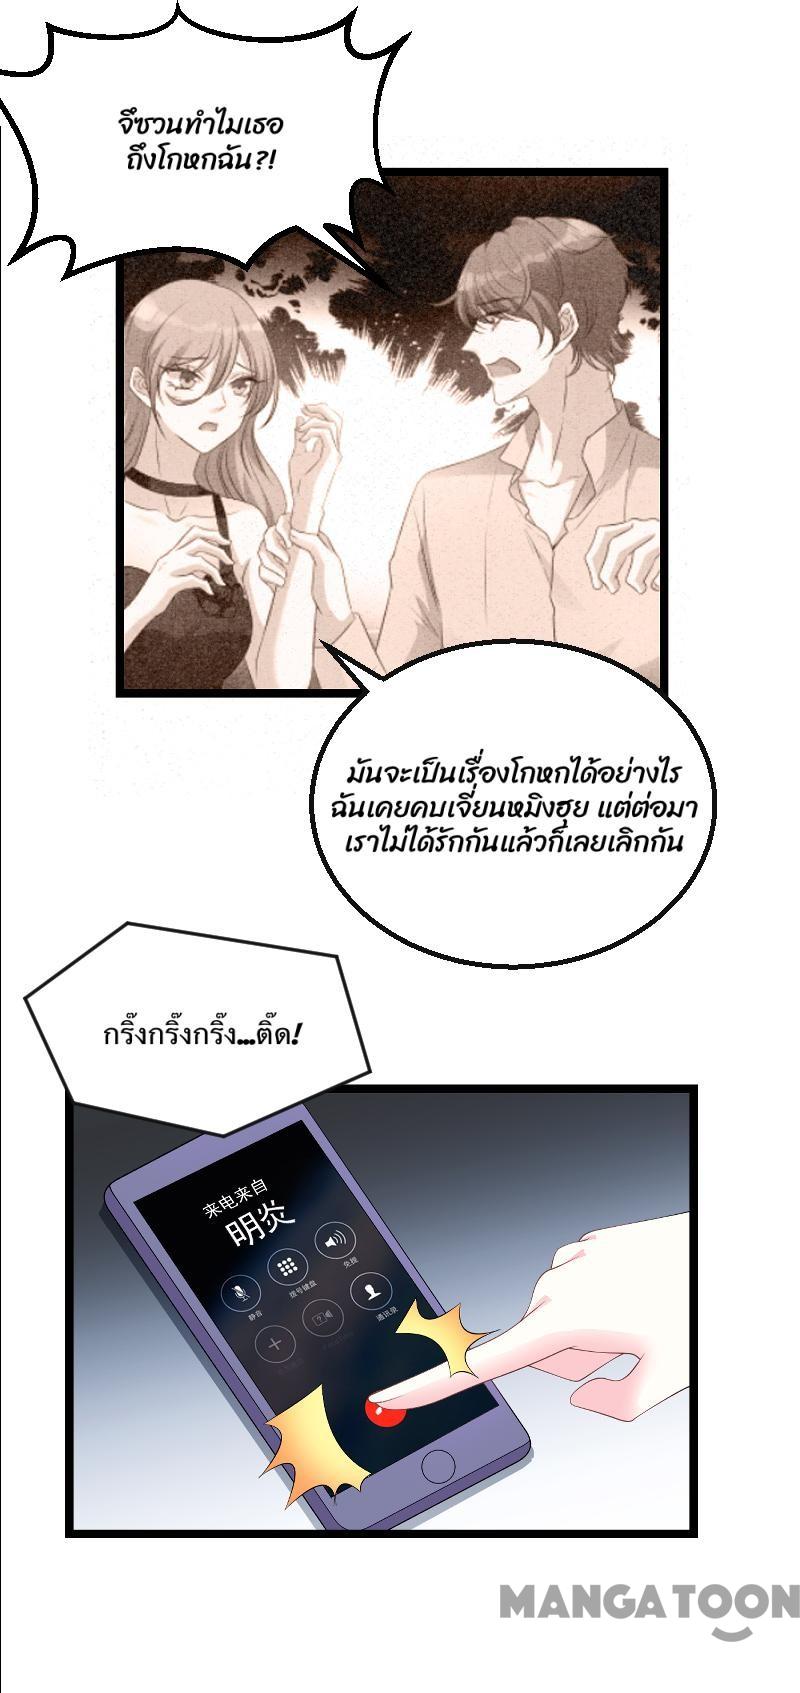 จีซวนทำไมเธอ
ถึงโกหกฉัน?!
มันจะเป็นเรื่องโกหกได้อย่างไร
ฉันเคยคบเจี่ยนหมิงฮุย แต่ต่อมา
เราไม่ได้รักกันแล้วก็เลยเลิกกัน
กริ๊งกริ๊งกริ๊ง...ติ๊ด!
来电来自
明炎
静音
拨号键盘
免提
通讯录
MANGATOON